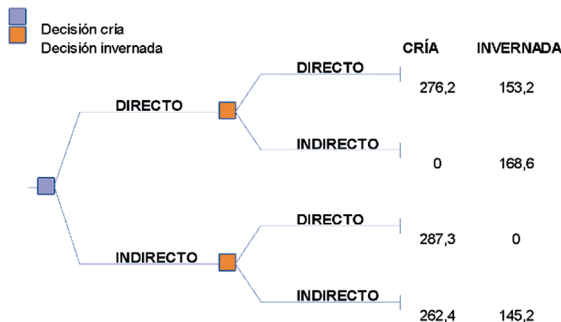 Decisión cría
Decisión invernada
CRÍA INVERNADA
DIRECTO
276,2 153,2
DIRECTO
INDIRECTO
0 168,6
DIRECTO
287,3 0
INDIRECTO
INDIRECTO
262,4 145,2